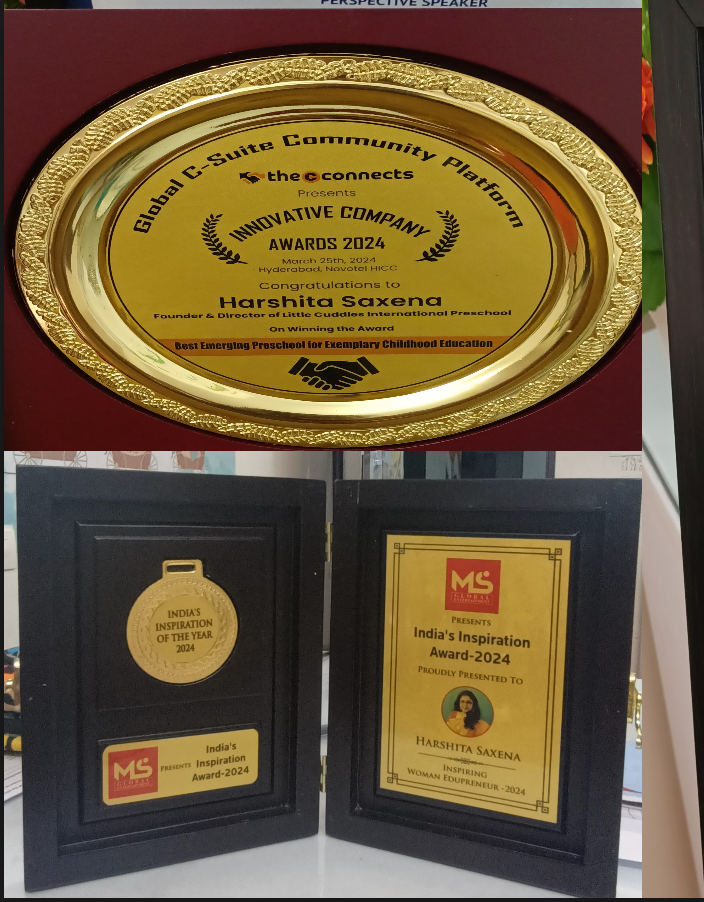 PERSPECTIVE SPEAKER
Global C-Suite Community Platform
the connects
Presents
INNOVATIVE COMPANY
AWARDS 2024
March 25th, 2024
Hyderabad, Novotel HICC
Congratulations to
Harshita Saxena
Founder & Director of Little Cuddles International Preschool
On Winning the Award
Best Emerging Proschool for Exemplary Childhood Education
INDIA'S
INSPIRATION
OF THE YEAR
2024
MS
GLOBAL
PRESENTS
India's
Inspiration
Award-2024
MS
GLOBAL
ENTERTAINMENT
PRESENTS
India's Inspiration
Award-2024
PROUDLY PRESENTED TO
HARSHITA SAXENA
INSPIRING
WOMAN EDUPRENEUR -2024